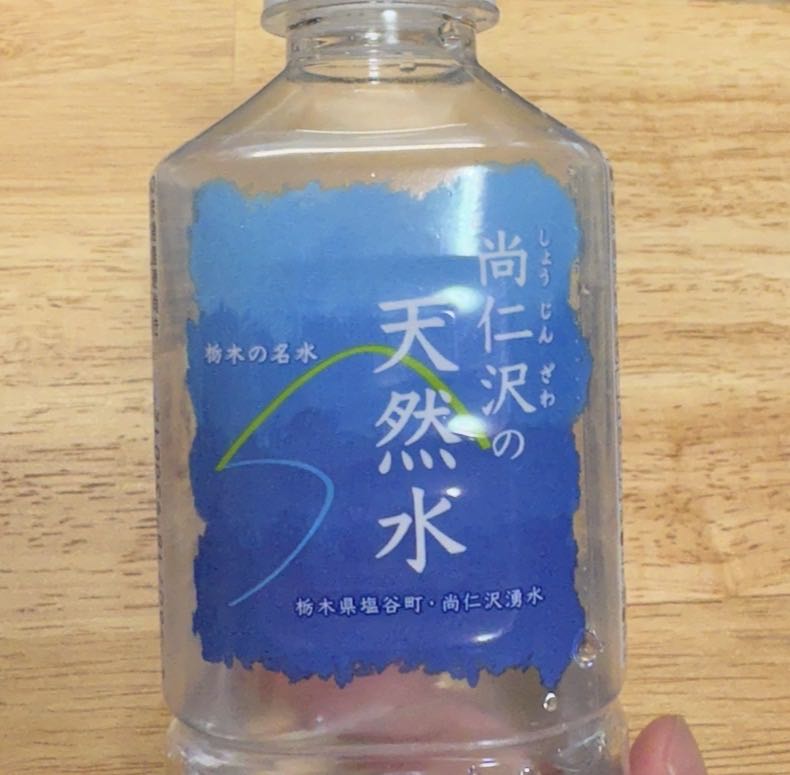 尚仁沢の
しょうじんざわ
天然水
栃木の名水
栃木県塩谷町・尚仁沢湧水